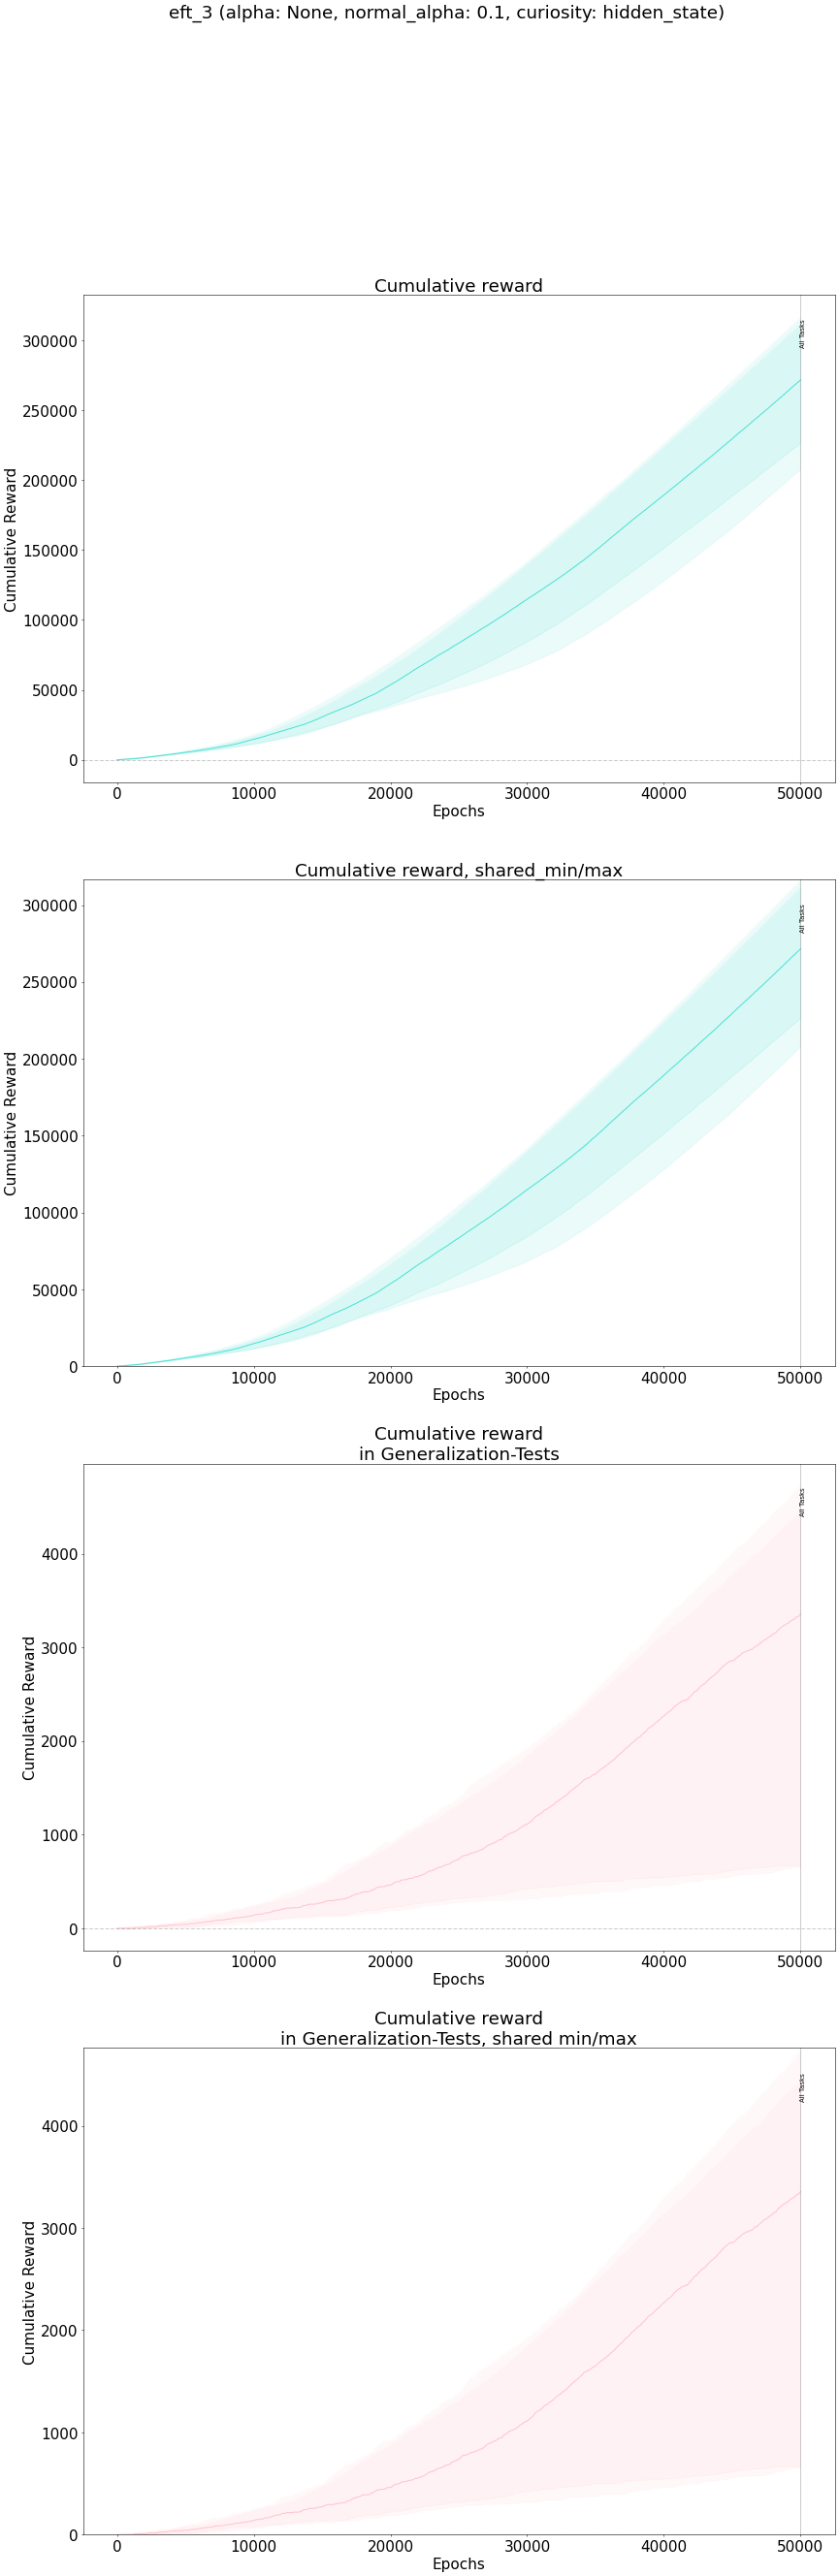 eft_3 (alpha: None, normal_alpha: 0.1, curiosity: hidden_state)
Cumulative reward
300000
250000
200000
150000
100000
50000
0
Cumulative Reward
All Tasks
0 10000 20000 30000 40000 50000
Epochs
Cumulative reward, shared_min/max
300000
250000
200000
150000
100000
50000
0
Cumulative Reward
All Tasks
0 10000 20000 30000 40000 50000
Epochs
Cumulative reward
in Generalization-Tests
4000
3000
2000
1000
0
Cumulative Reward
All Tasks
0 10000 20000 30000 40000 50000
Epochs
Cumulative reward
in Generalization-Tests, shared min/max
4000
3000
2000
1000
0
Cumulative Reward
All Tasks
0 10000 20000 30000 40000 50000
Epochs